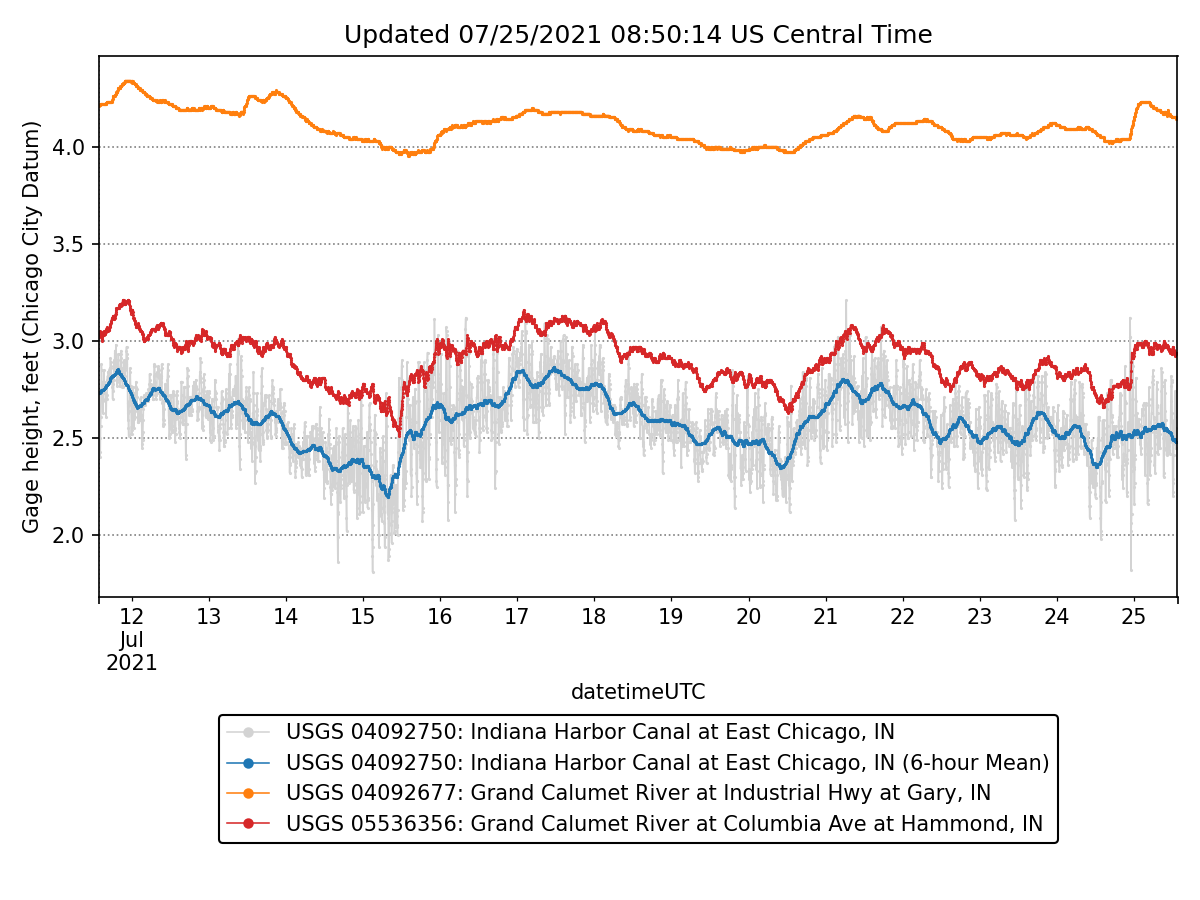 Updated 07/25/2021 08:50:14 US Central Time
Gage height, feet (Chicago City Datum)
4.0
3.5
3.0
2.5
2.0
12 13 14 15 16 17 18 19 20 21 22 23 24 25
Jul
2021
datetimeUTC
USGS 04092750: Indiana Harbor Canal at East Chicago, IN
USGS 04092750: Indiana Harbor Canal at East Chicago, IN (6-hour Mean)
USGS 04092677: Grand Calumet River at Industrial Hwy at Gary, IN
USGS 05536356: Grand Calumet River at Columbia Ave at Hammond, IN